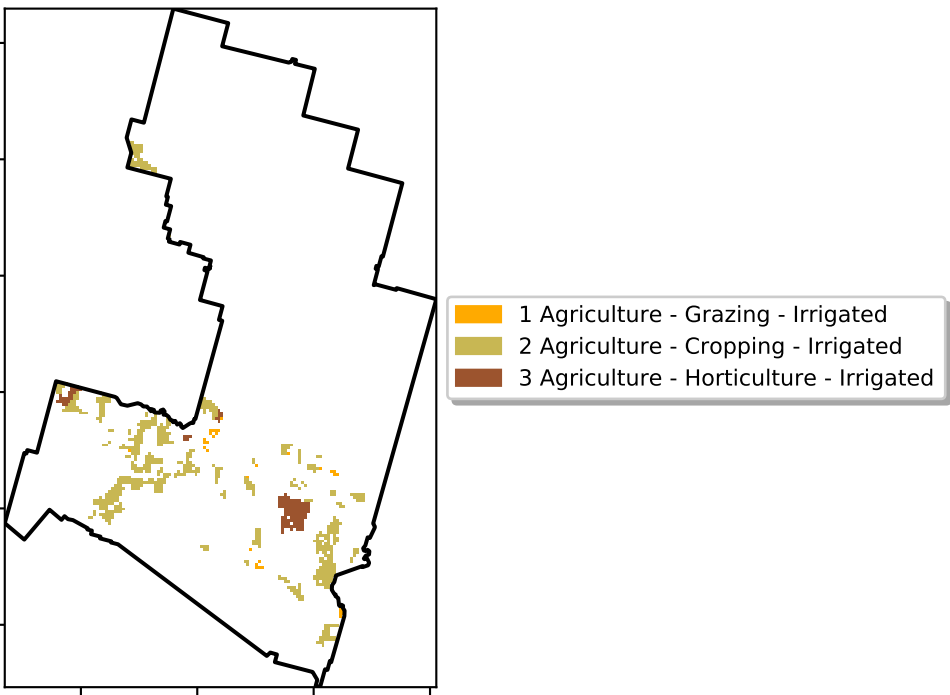 1 Agriculture - Grazing - Irrigated
2 Agriculture - Cropping - Irrigated
3 Agriculture - Horticulture - Irrigated